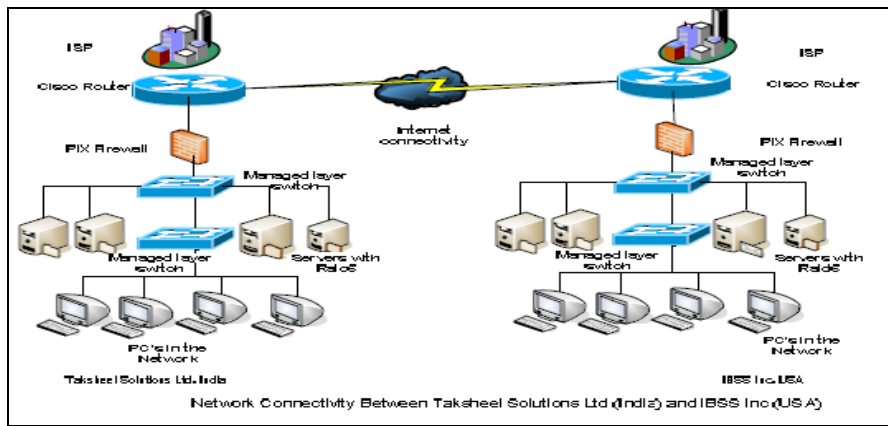 ISP
Cisco Router
PIX Firewall
Managed layer
switch
Managed layer
switch
Servers with
Raid5
PC's in the
Network
Taksheel Solutions Ltd. India
Internet
connectivity
ISP
Cisco Router
PIX Firewall
Managed layer
switch
Managed layer
switch
Servers with
Raid5
PC's in the
Network
IBSS Inc. USA
Network Connectivity Between Taksheel Solutions Ltd.(India) and IBSS Inc.(USA)